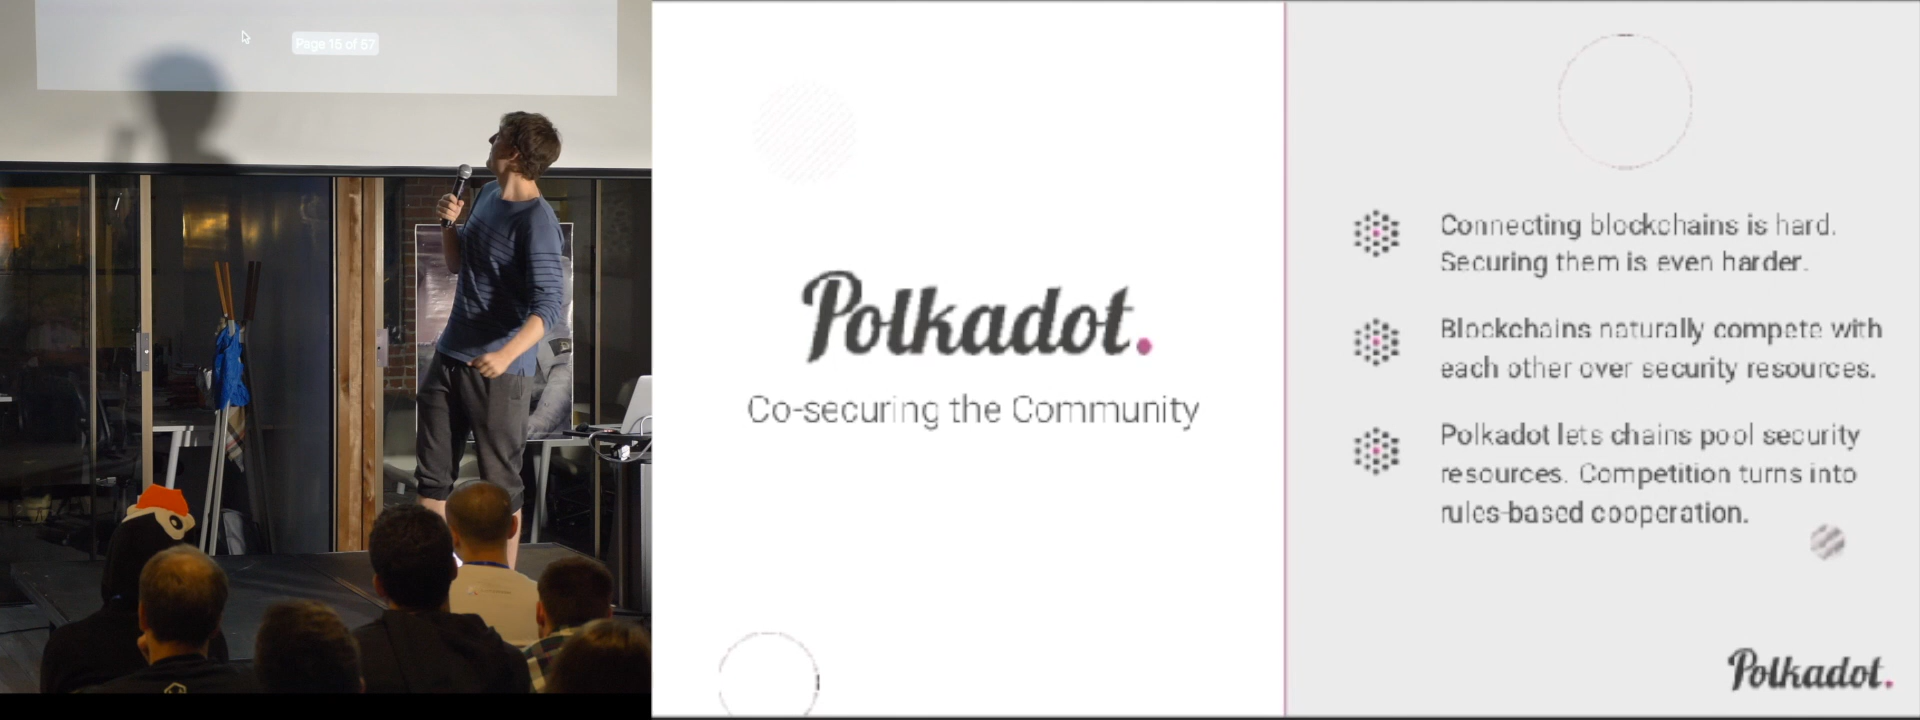 Page 15 of 57
Polkadot.
Co-securing the Community
Connecting blockchains is hard.
Securing them is even harder.
Blockchains naturally compete with
each other over security resources.
Polkadot lets chains pool security
resources. Competition turns into
rules-based cooperation.
Polkadot.